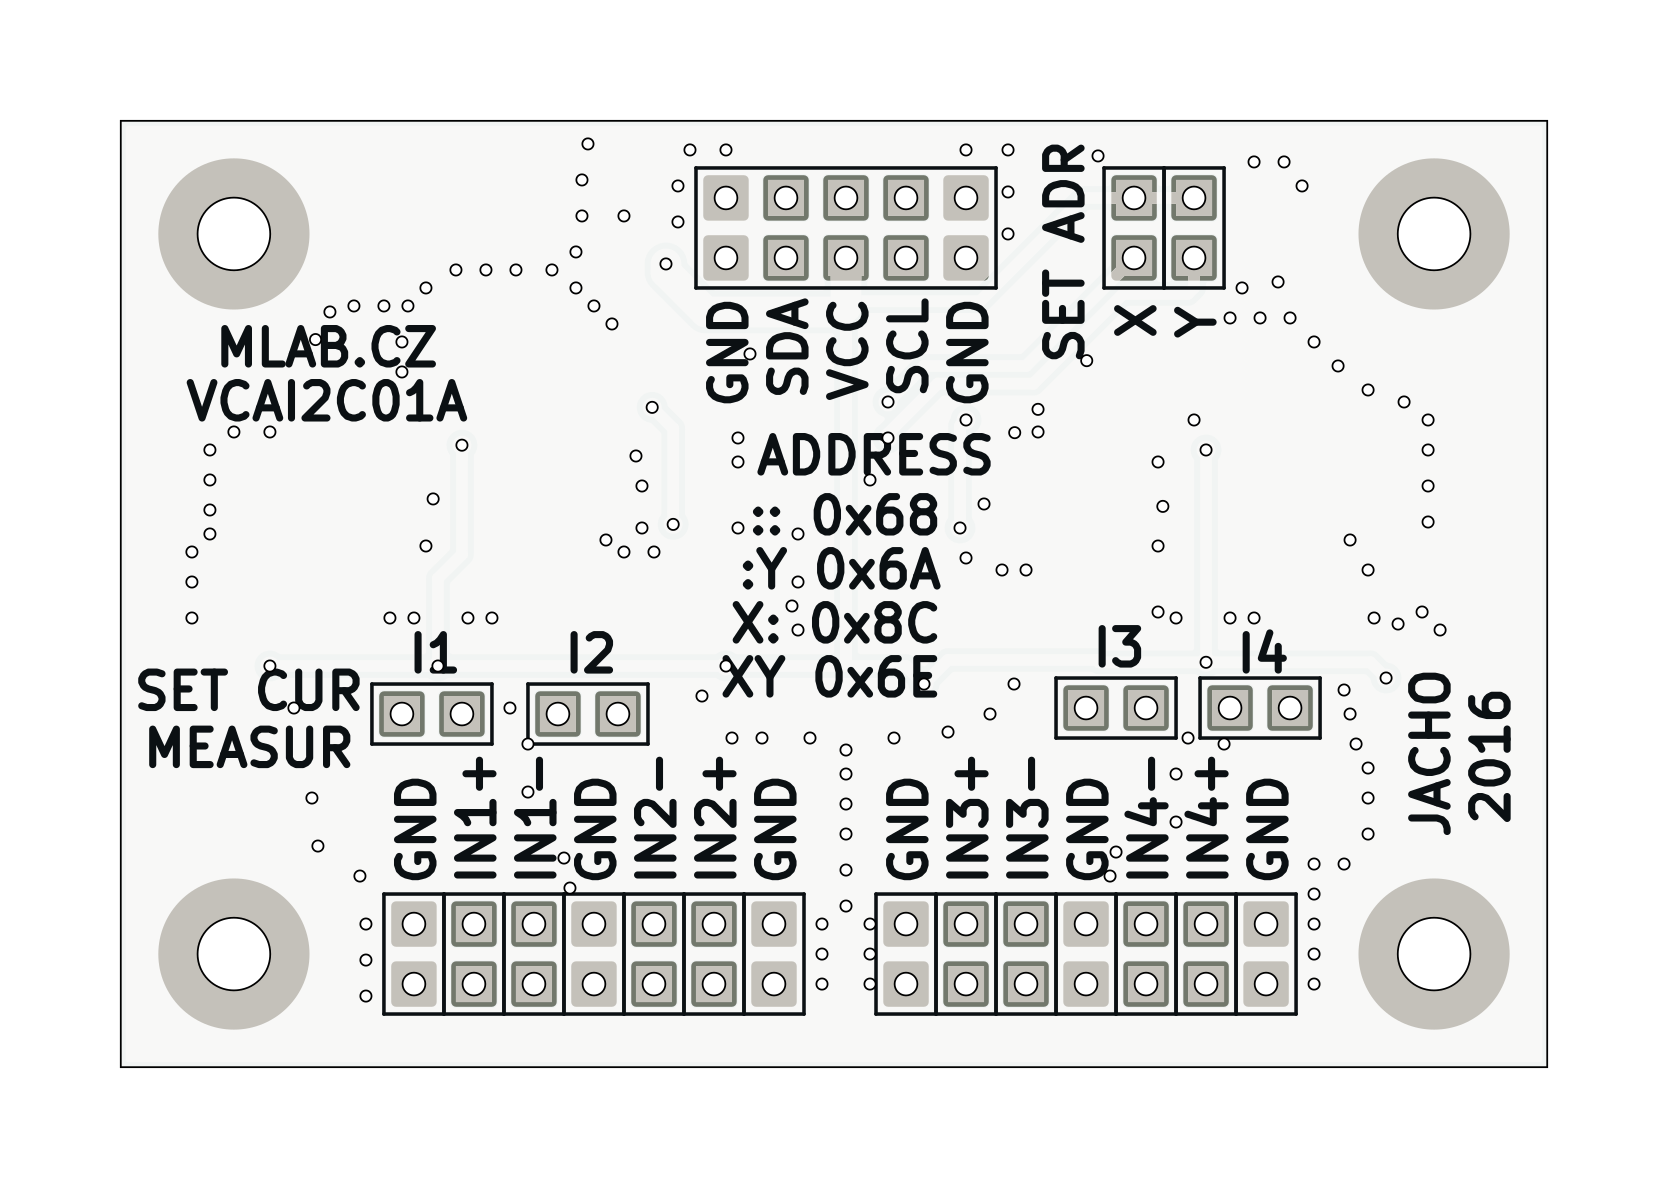 SET ADR
X
Y
GND
SDA
VCC
SCL
GND
MLAB.CZ
VCAI2C01A
ADDRESS
:: 0x68
:Y 0x6A
X: 0x8C
XY 0x6E
I1
I2
I3
I4
SET CUR
MEASUR
JACHO
2016
GND
IN1+
IN1-
GND
IN2-
IN2+
GND
GND
IN3+
IN3-
GND
IN4-
IN4+
GND